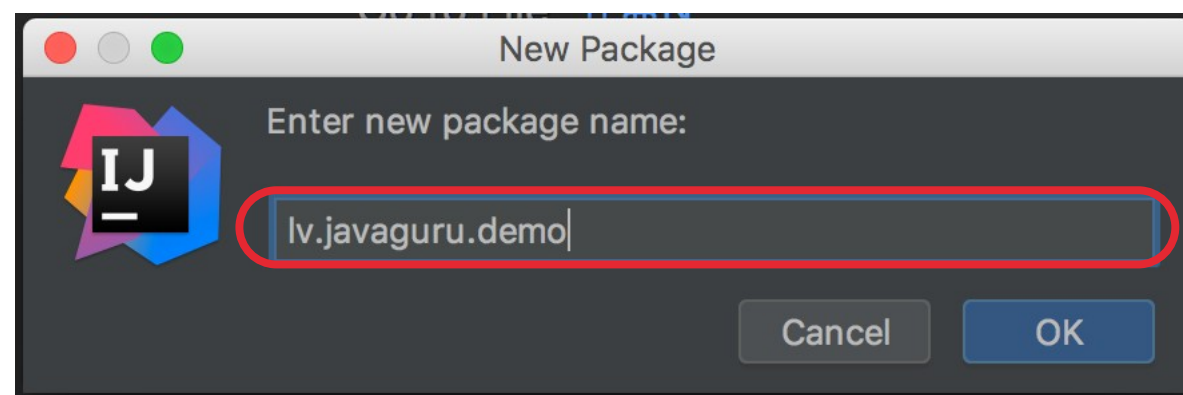 New Package
IJ
Enter new package name:
lv.javaguru.demo
Cancel
OK